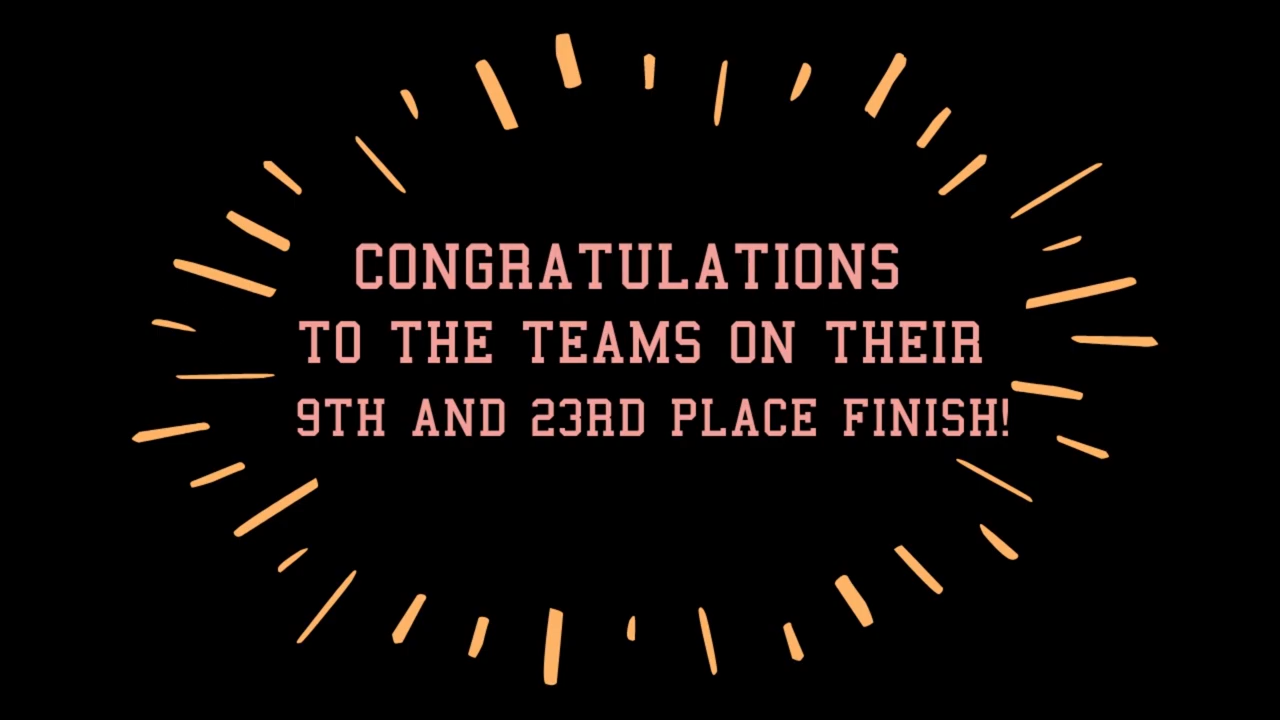 CONGRATULATIONS
TO THE TEAMS ON THEIR
9TH AND 23RD PLACE FINISH!